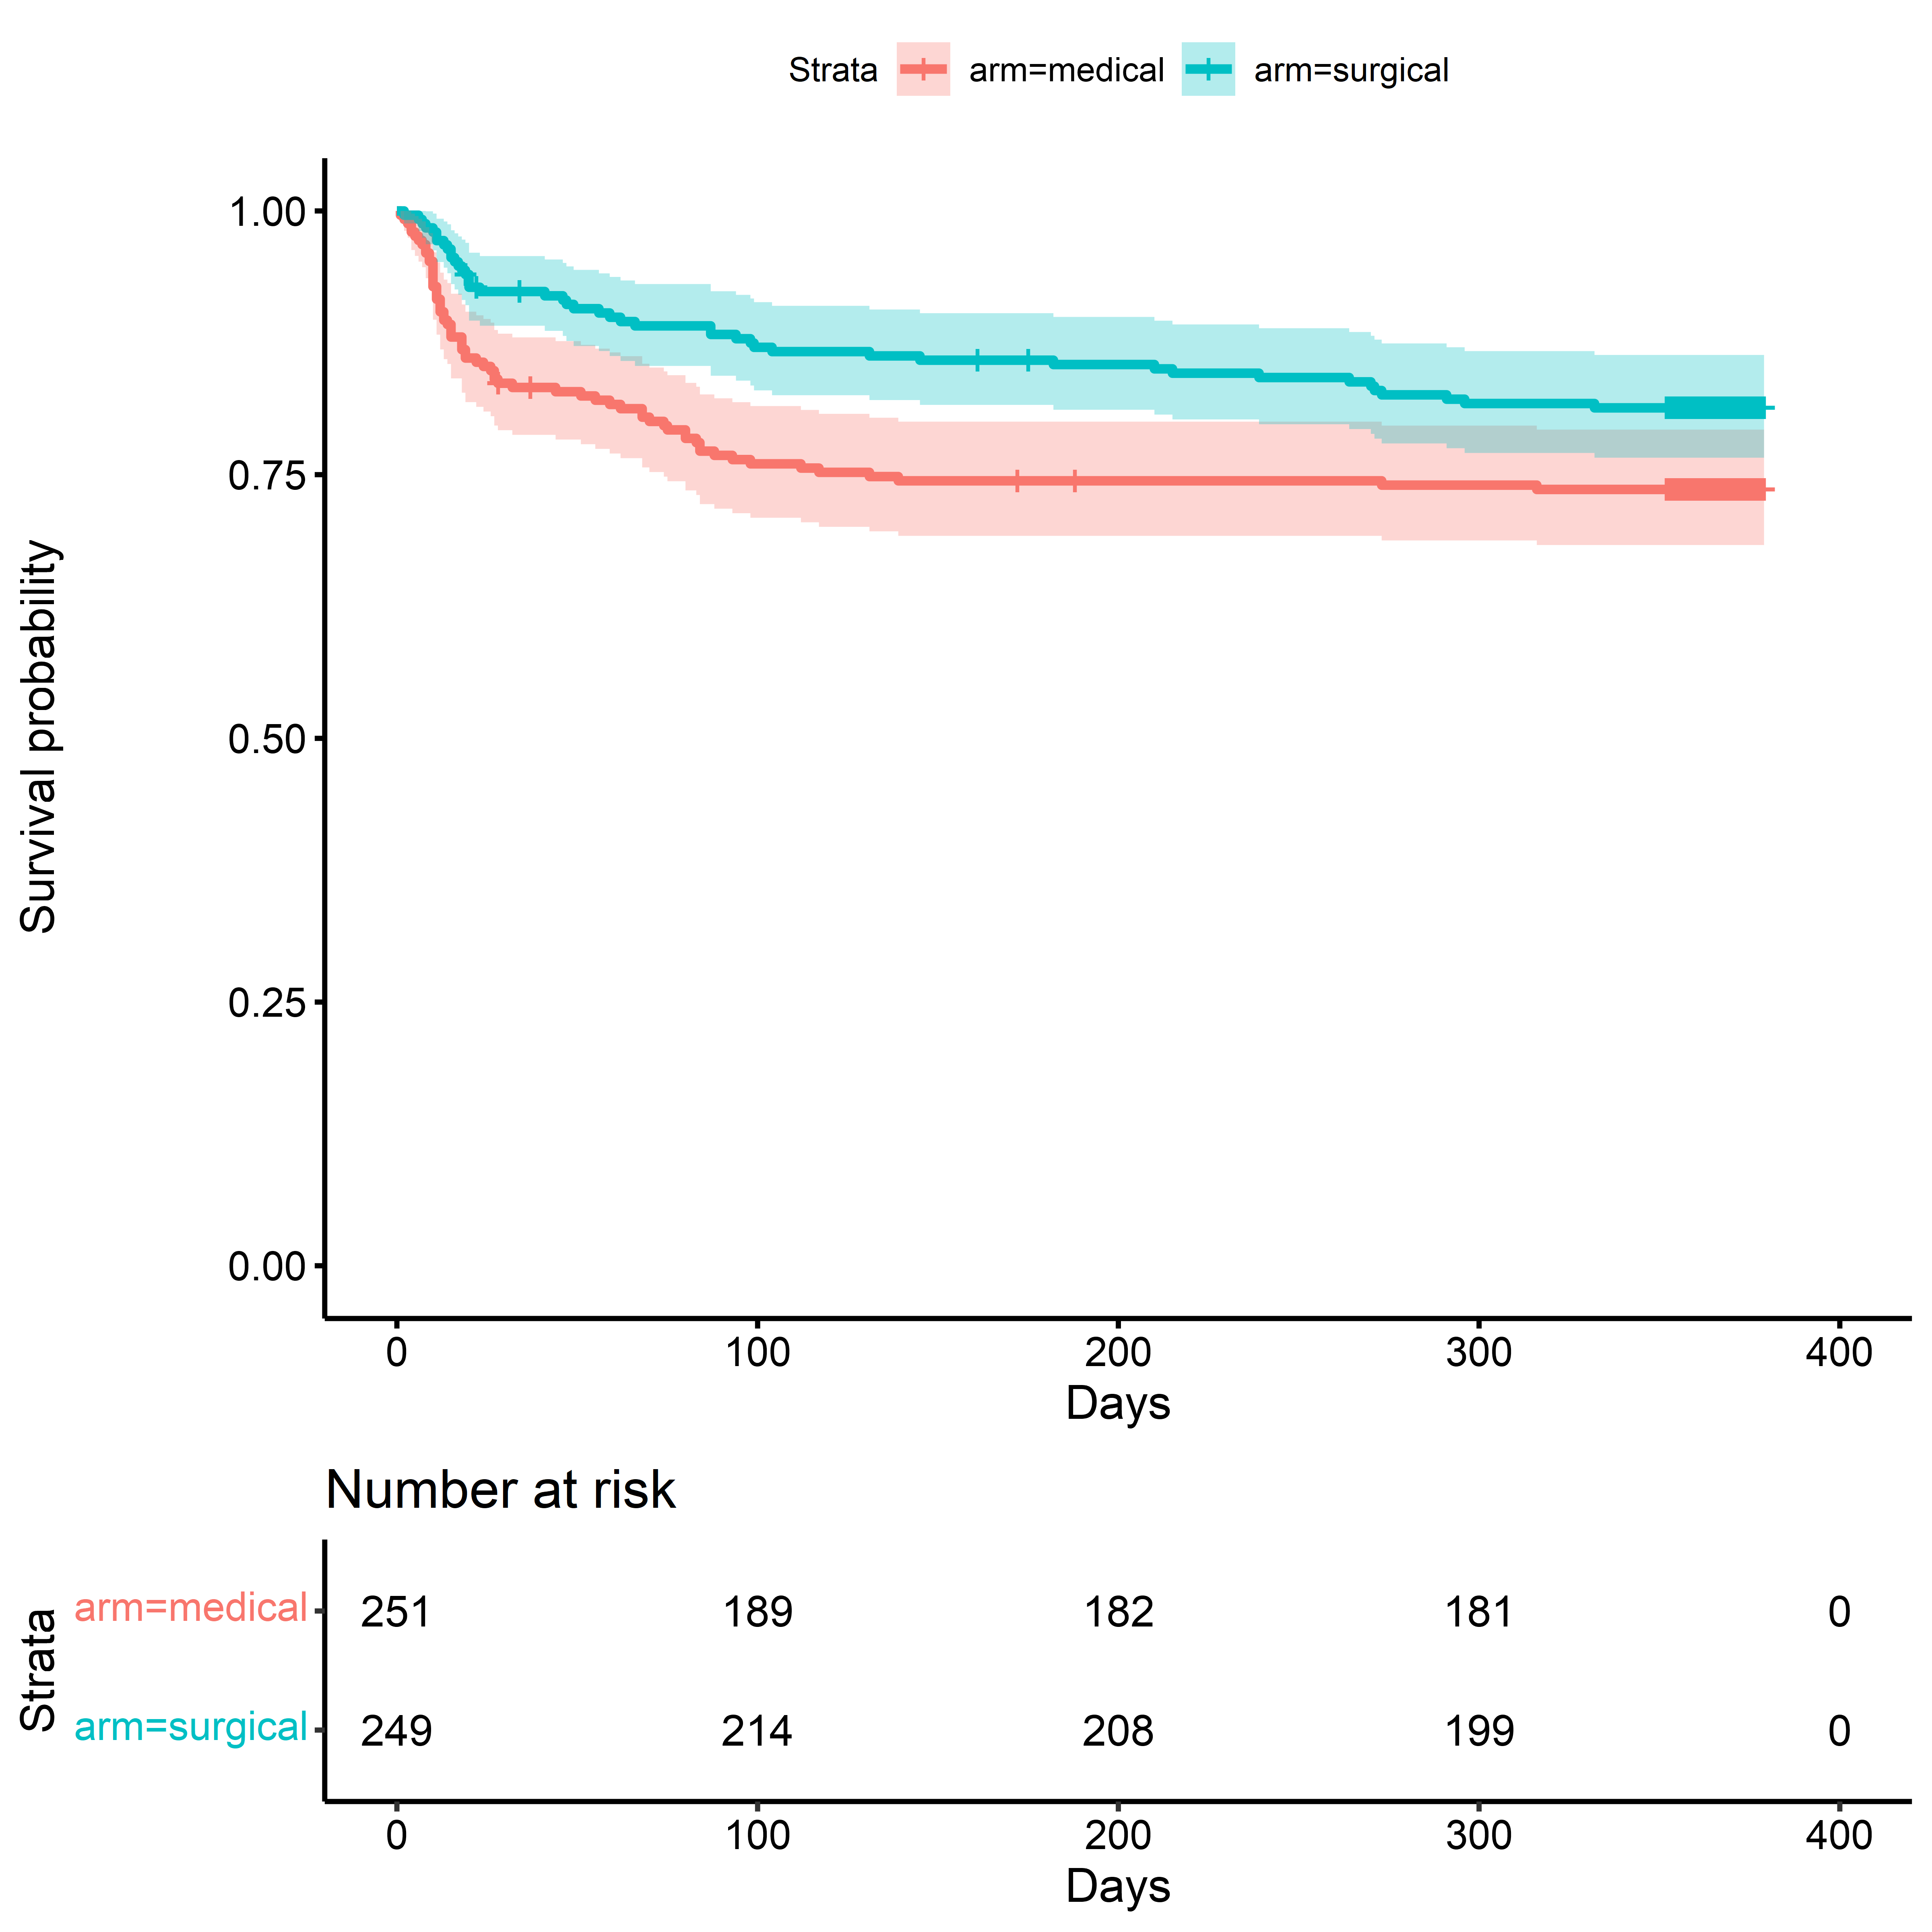 Strata arm=medical arm=surgical
Survival probability
1.00
0.75
0.50
0.25
0.00
0 100 200 300 400
Days
Number at risk
Strata
arm=medical 251 189 182 181 0
arm=surgical 249 214 208 199 0
0 100 200 300 400
Days